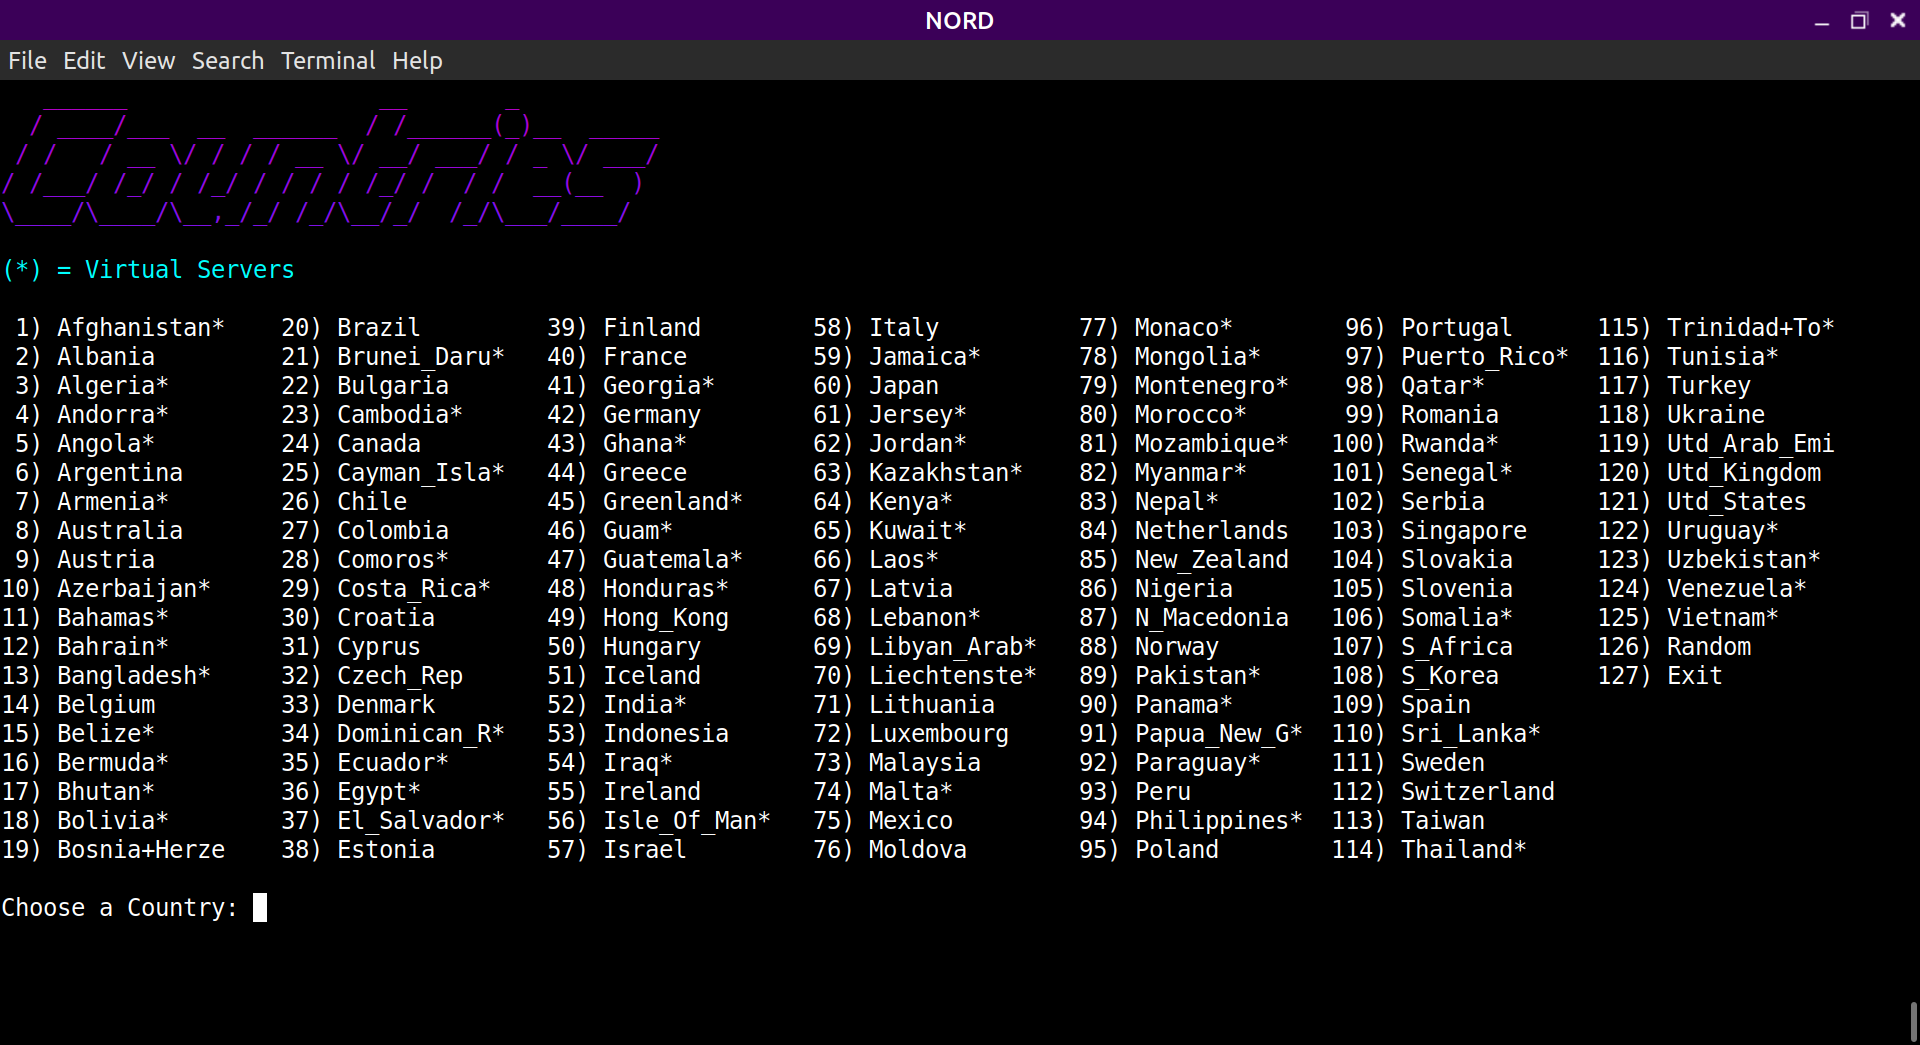 NORD
File Edit View Search Terminal Help
Countries
(*) = Virtual Servers
1) Afghanistan* 20) Brazil 39) Finland 58) Italy 77) Monaco* 96) Portugal 115) Trinidad+To*
2) Albania 21) Brunei_Daru* 40) France 59) Jamaica* 78) Mongolia* 97) Puerto_Rico* 116) Tunisia*
3) Algeria* 22) Bulgaria 41) Georgia* 60) Japan 79) Montenegro* 98) Qatar* 117) Turkey
4) Andorra* 23) Cambodia* 42) Germany 61) Jersey* 80) Morocco* 99) Romania 118) Ukraine
5) Angola* 24) Canada 43) Ghana* 62) Jordan* 81) Mozambique* 100) Rwanda* 119) Utd_Arab_Emi
6) Argentina 25) Cayman_Isla* 44) Greece 63) Kazakhstan* 82) Myanmar* 101) Senegal* 120) Utd_Kingdom
7) Armenia* 26) Chile 45) Greenland* 64) Kenya* 83) Nepal* 102) Serbia 121) Utd_States
8) Australia 27) Colombia 46) Guam* 65) Kuwait* 84) Netherlands 103) Singapore 122) Uruguay*
9) Austria 28) Comoros* 47) Guatemala* 66) Laos* 85) New_Zealand 104) Slovakia 123) Uzbekistan*
10) Azerbaijan* 29) Costa_Rica* 48) Honduras* 67) Latvia 86) Nigeria 105) Slovenia 124) Venezuela*
11) Bahamas* 30) Croatia 49) Hong_Kong 68) Lebanon* 87) N_Macedonia 106) Somalia* 125) Vietnam*
12) Bahrain* 31) Cyprus 50) Hungary 69) Libyan_Arab* 88) Norway 107) S_Africa 126) Random
13) Bangladesh* 32) Czech_Rep 51) Iceland 70) Liechtenste* 89) Pakistan* 108) S_Korea 127) Exit
14) Belgium 33) Denmark 52) India* 71) Lithuania 90) Panama* 109) Spain
15) Belize* 34) Dominican_R* 53) Indonesia 72) Luxembourg 91) Papua_New_G* 110) Sri_Lanka*
16) Bermuda* 35) Ecuador* 54) Iraq* 73) Malaysia 92) Paraguay* 111) Sweden
17) Bhutan* 36) Egypt* 55) Ireland 74) Malta* 93) Peru 112) Switzerland
18) Bolivia* 37) El_Salvador* 56) Isle_Of_Man* 75) Mexico 94) Philippines* 113) Taiwan
19) Bosnia+Herze 38) Estonia 57) Israel 76) Moldova 95) Poland 114) Thailand*
Choose a Country: